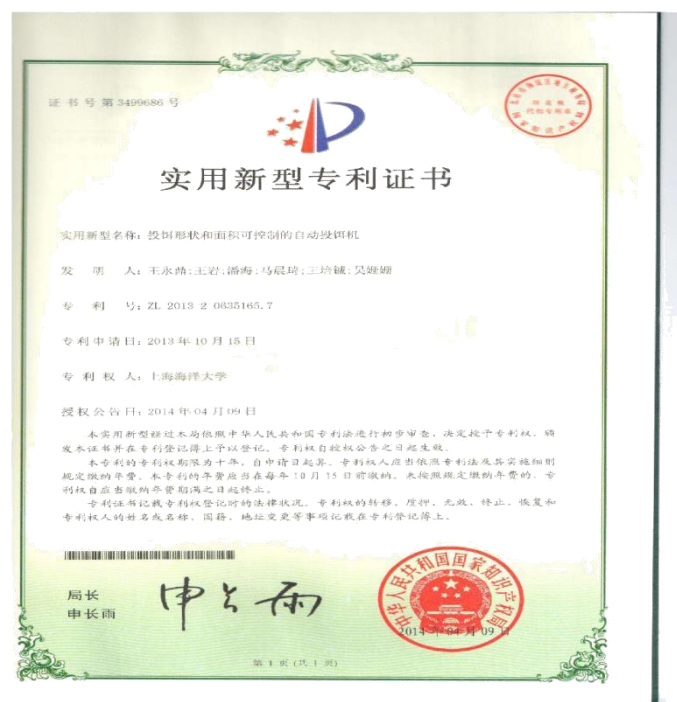 证书号第3499686号
实用新型专利证书
实用新型名称：投饵形状和面积可控制的自动投饵机
发 明 人：王永鼎;王岩;潘海;马晨琦;王培诚;吴姗姗
专 利 号：ZL 2013 2 0635165.7
专利申请日：2013年10月15日
专 利 权 人：上海海洋大学
授权公告日：2014年04月09日
本实用新型经过本局依照中华人民共和国专利法进行初步审查，决定授予专利权，颁
发本证书并在专利登记簿上予以登记。专利权自授权公告之日起生效。
本专利的专利权期限为十年，自申请日起算。专利权人应当依照专利法及其实施细则
规定缴纳年费。本专利的年费应当在每年10月15日前缴纳。未按照规定缴纳年费的，专
利权自应当缴纳年费期满之日起终止。
专利证书记载专利权登记时的法律状况。专利权的转移、质押、无效、终止、恢复和
专利权人的姓名或名称、国籍、地址变更等事项记载在专利登记簿上。
局长
申长雨
申长雨
中华人民共和国国家知识产权局
2014年04月09日
第1页(共1页)